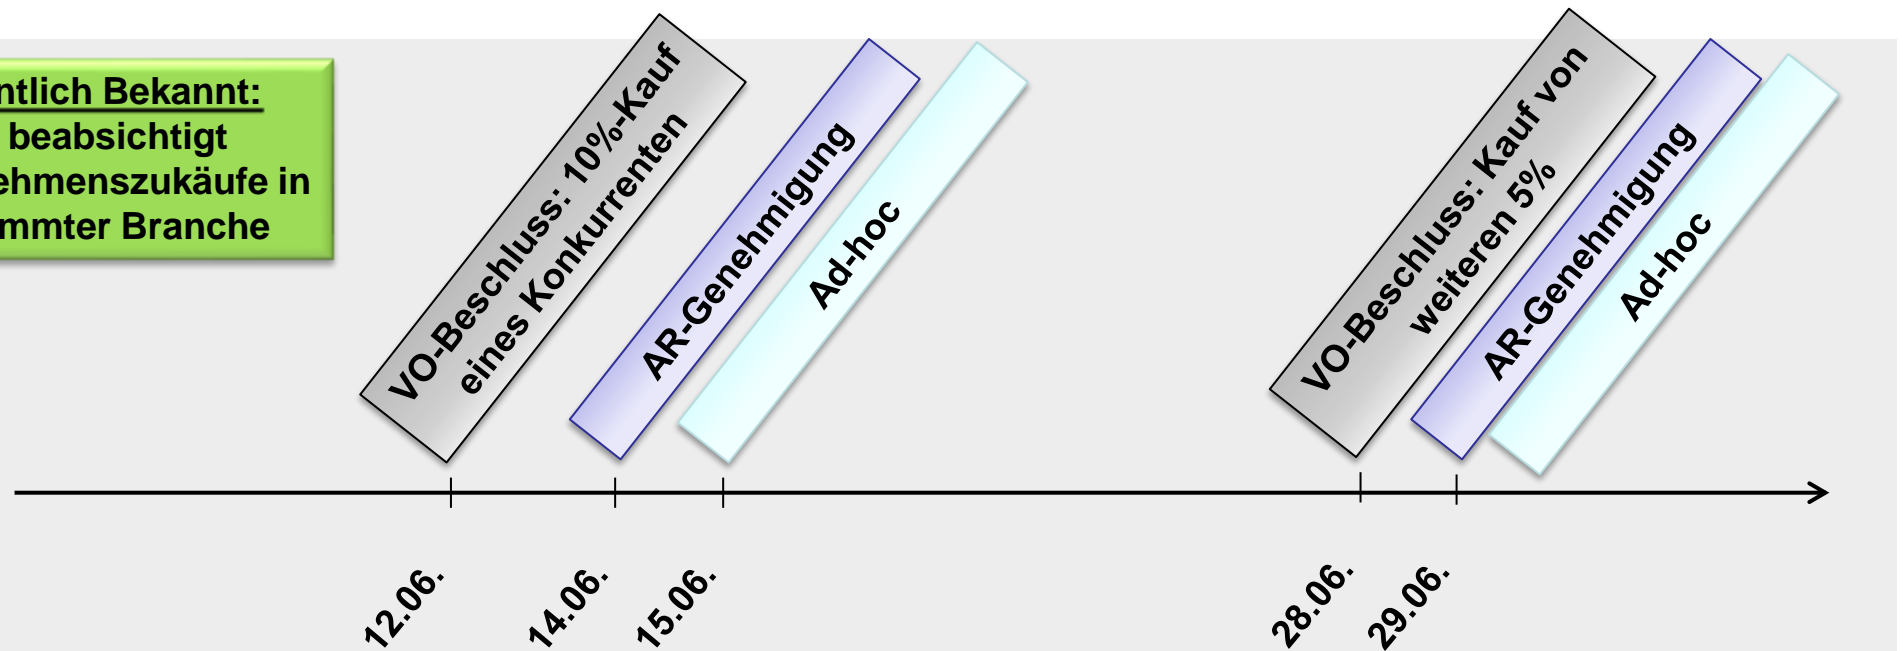 ntlich Bekannt:
beabsichtigt
ehmenszukäufe in
mmter Branche
VO-Beschluss: 10%-Kauf
eines Konkurrenten
AR-Genehmigung
Ad-hoc
VO-Beschluss: Kauf von
weiteren 5%
AR-Genehmigung
Ad-hoc
12.06.
14.06.
15.06.
28.06.
29.06.